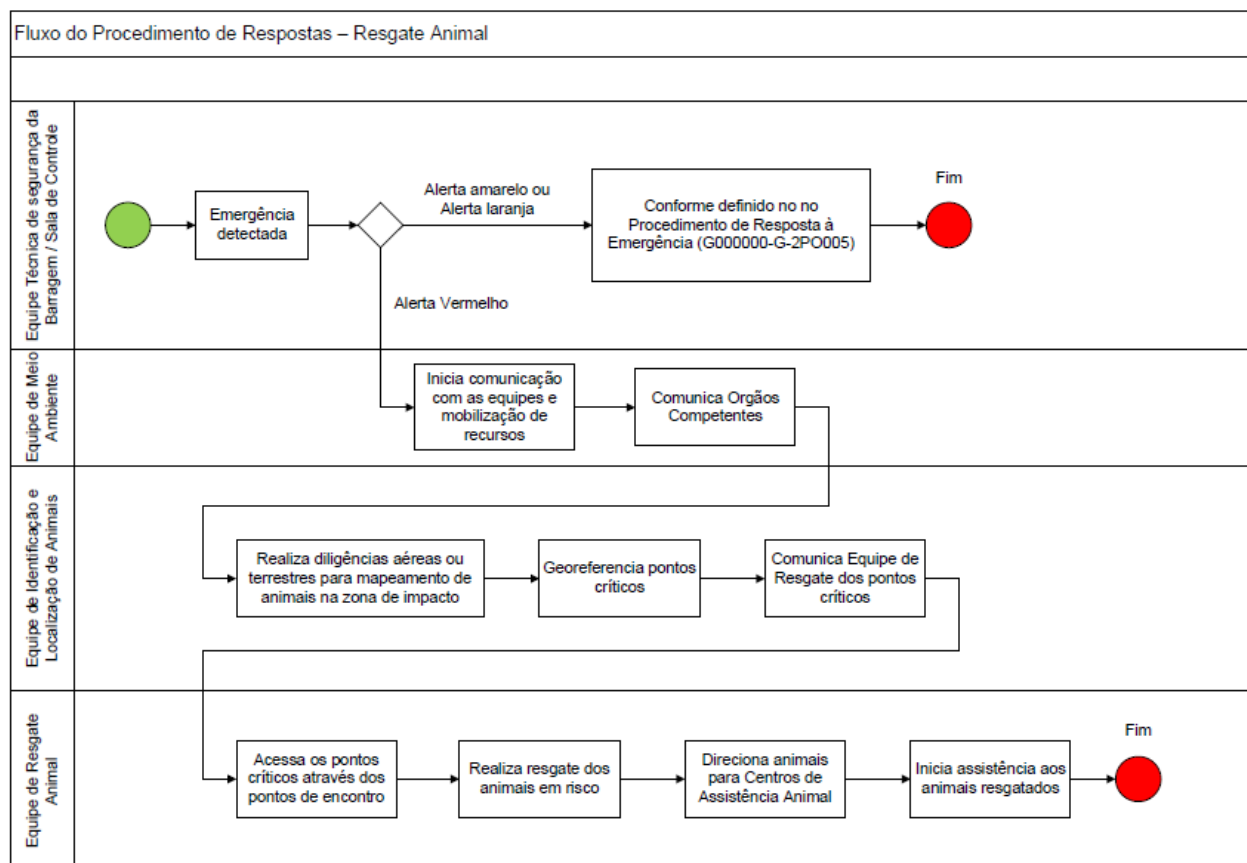 Fluxo do Procedimento de Respostas – Resgate Animal
Equipe Técnica de segurança da
Barragem / Sala de Controle
Emergência
detectada
Alerta amarelo ou
Alerta laranja
Conforme definido no no
Procedimento de Resposta à
Emergência (G000000-G-2PO005)
Fim
Alerta Vermelho
Equipe de Meio
Ambiente
Inicia comunicação
com as equipes e
mobilização de
recursos
Comunica Orgãos
Competentes
Equipe de Identificação e
Localização de Animais
Realiza diligências aéreas ou
terrestres para mapeamento de
animais na zona de impacto
Georeferencia pontos
críticos
Comunica Equipe de
Resgate dos pontos
críticos
Equipe de Resgate
Animal
Acessa os pontos
críticos através dos
pontos de encontro
Realiza resgate dos
animais em risco
Direciona animais
para Centros de
Assistência Animal
Inicia assistência aos
animais resgatados
Fim